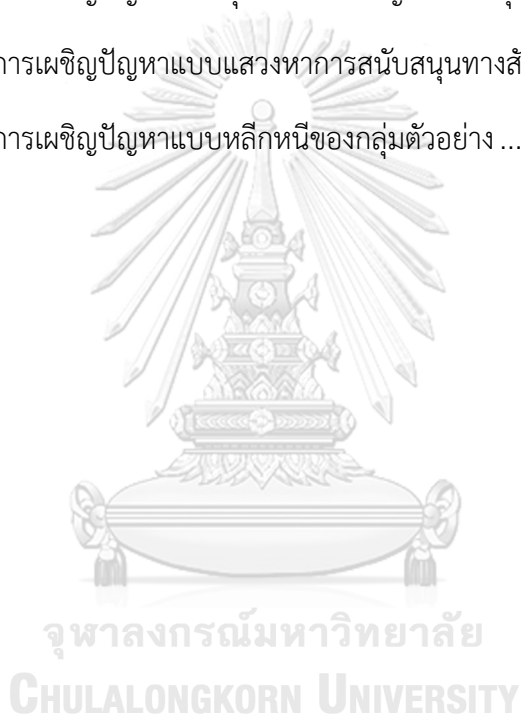 การเผชิญปัญหาแบบแสวงหาการสนับสนุนทางสั
การเผชิญปัญหาแบบหลีกหนีของกลุ่มตัวอย่าง ...
จุฬาลงกรณ์มหาวิทยาลัย
CHULALONGKORN UNIVERSITY